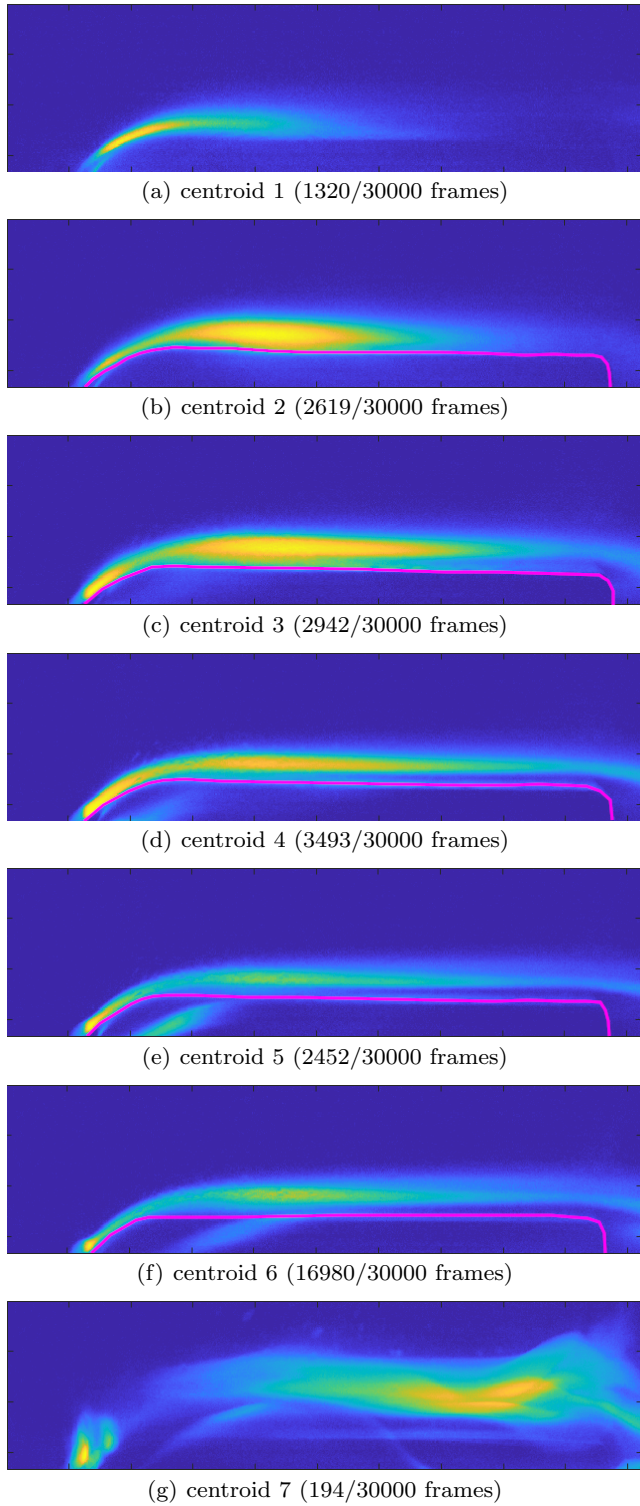 (a) centroid 1 (1320/30000 frames)
(b) centroid 2 (2619/30000 frames)
(c) centroid 3 (2942/30000 frames)
(d) centroid 4 (3493/30000 frames)
(e) centroid 5 (2452/30000 frames)
(f) centroid 6 (16980/30000 frames)
(g) centroid 7 (194/30000 frames)